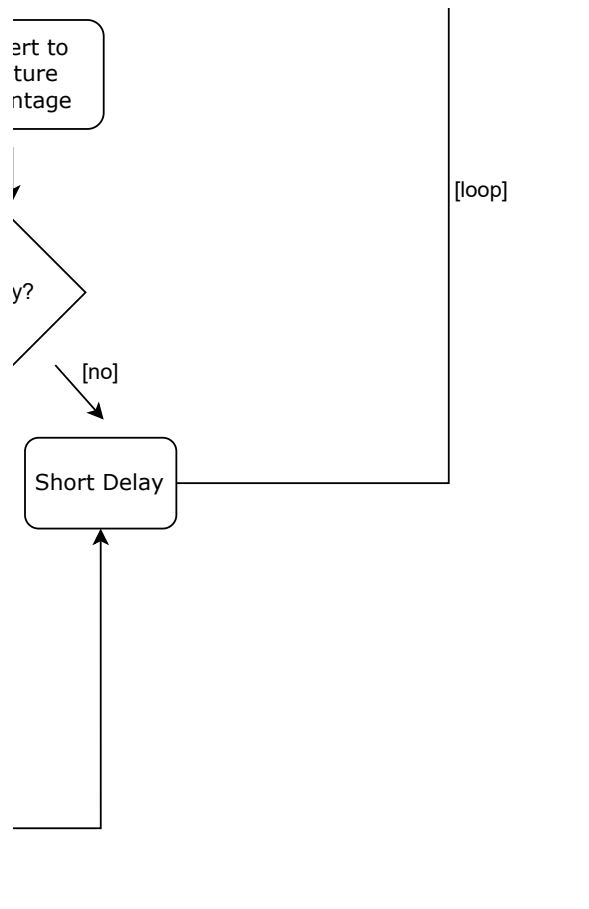 ert to
ture
ntage
[loop]
y?
[no]
Short Delay